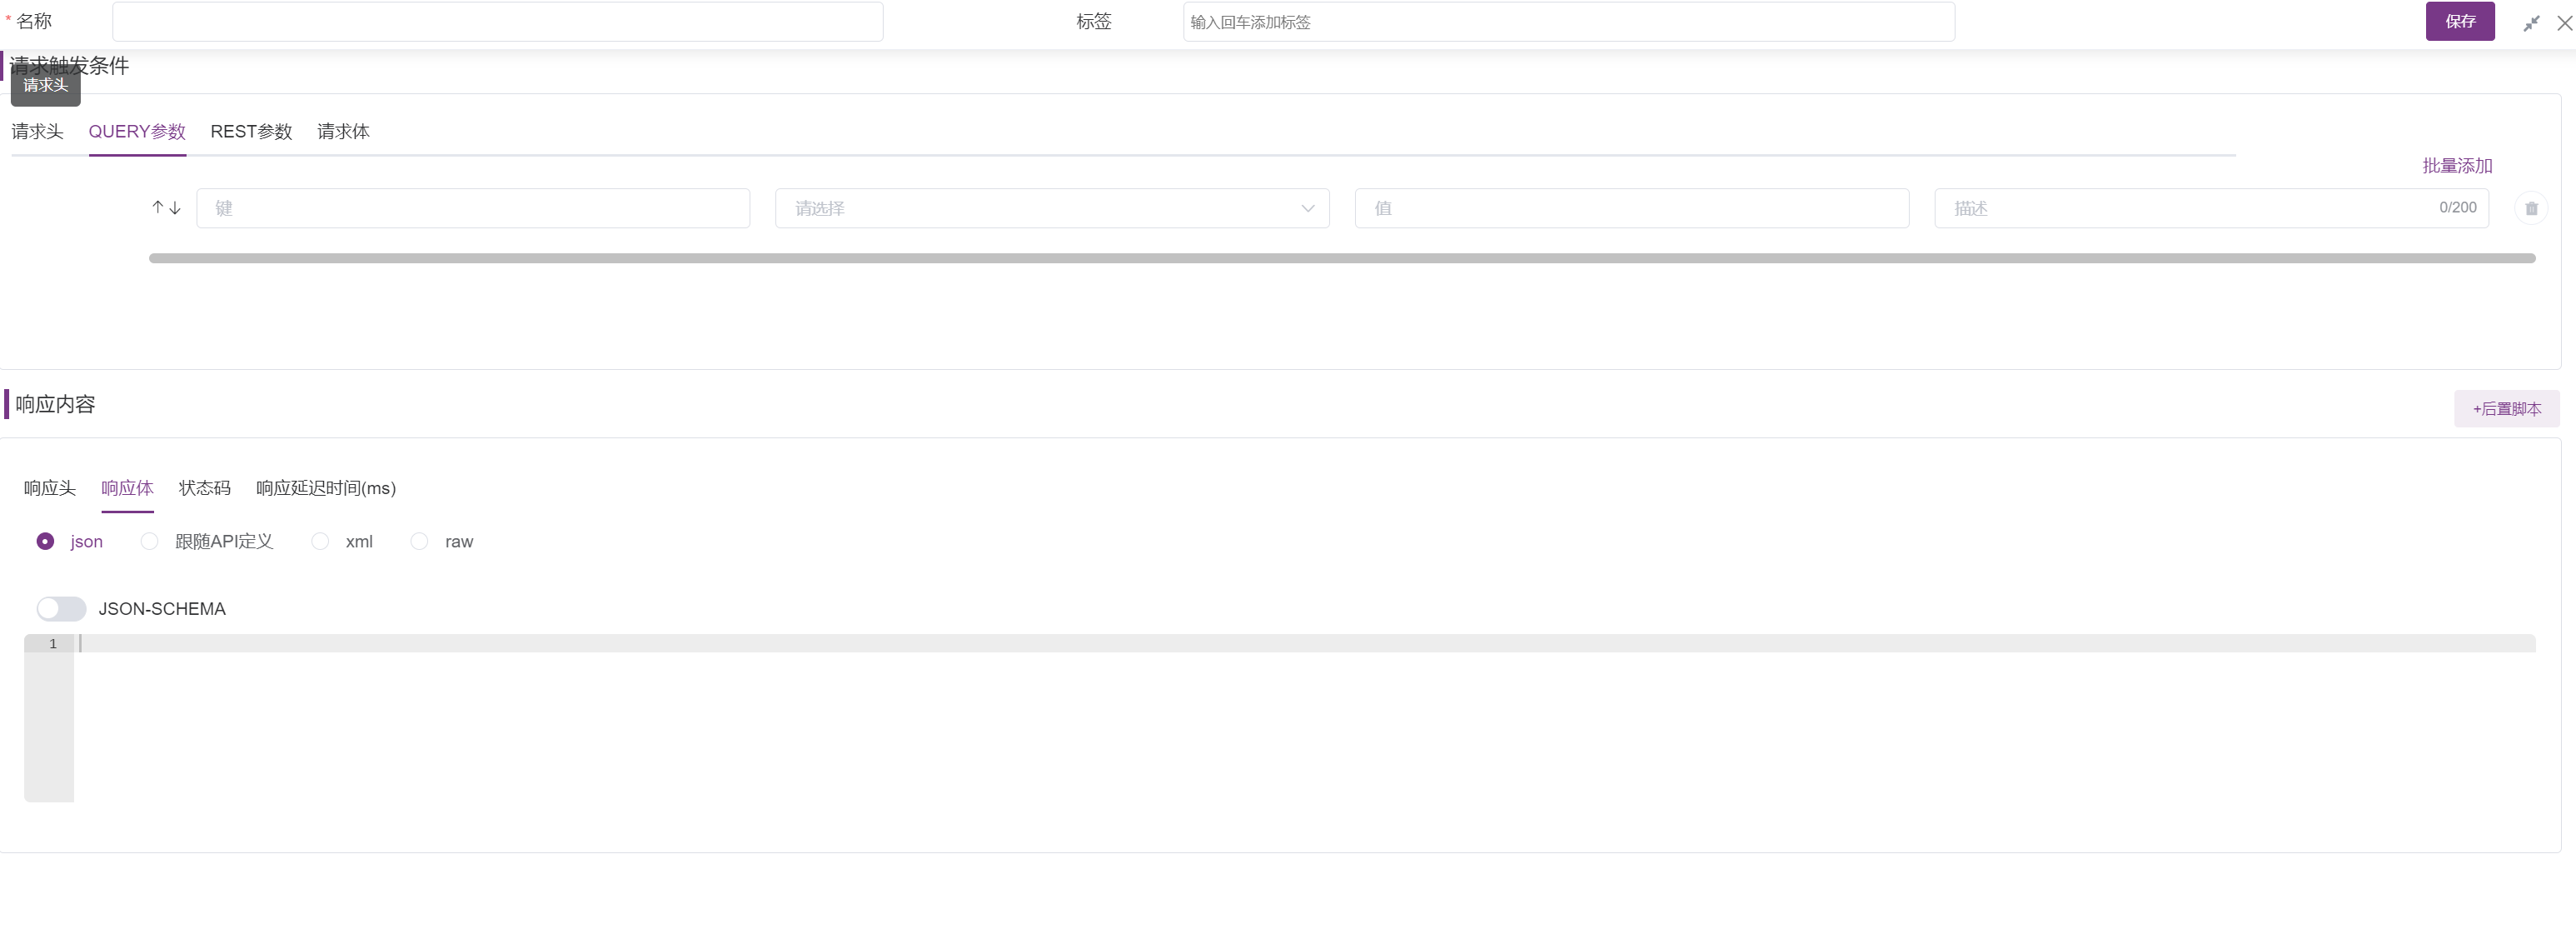 * 名称 标签 输入回车添加标签 保存
请求触发条件
请求头
请求头 QUERY参数 REST参数 请求体
批量添加
键 请选择 值 描述 0/200
响应内容
+后置脚本
响应头 响应体 状态码 响应延迟时间(ms)
json 跟随API定义 xml raw
JSON-SCHEMA
1